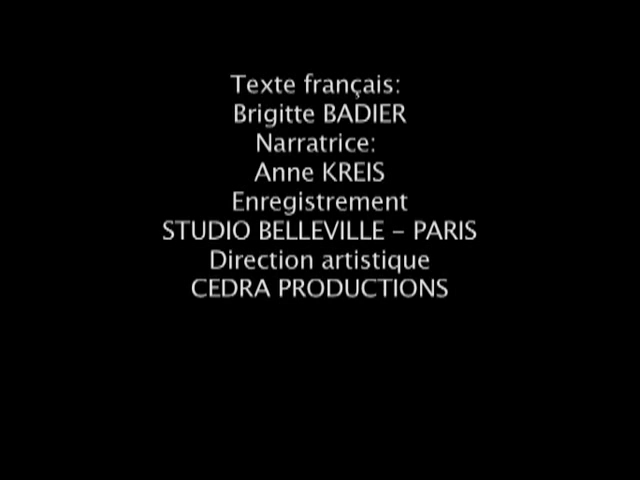 Texte français:
Brigitte BADIER
Narratrice:
Anne KREIS
Enregistrement
STUDIO BELLEVILLE – PARIS
Direction artistique
CEDRA PRODUCTIONS